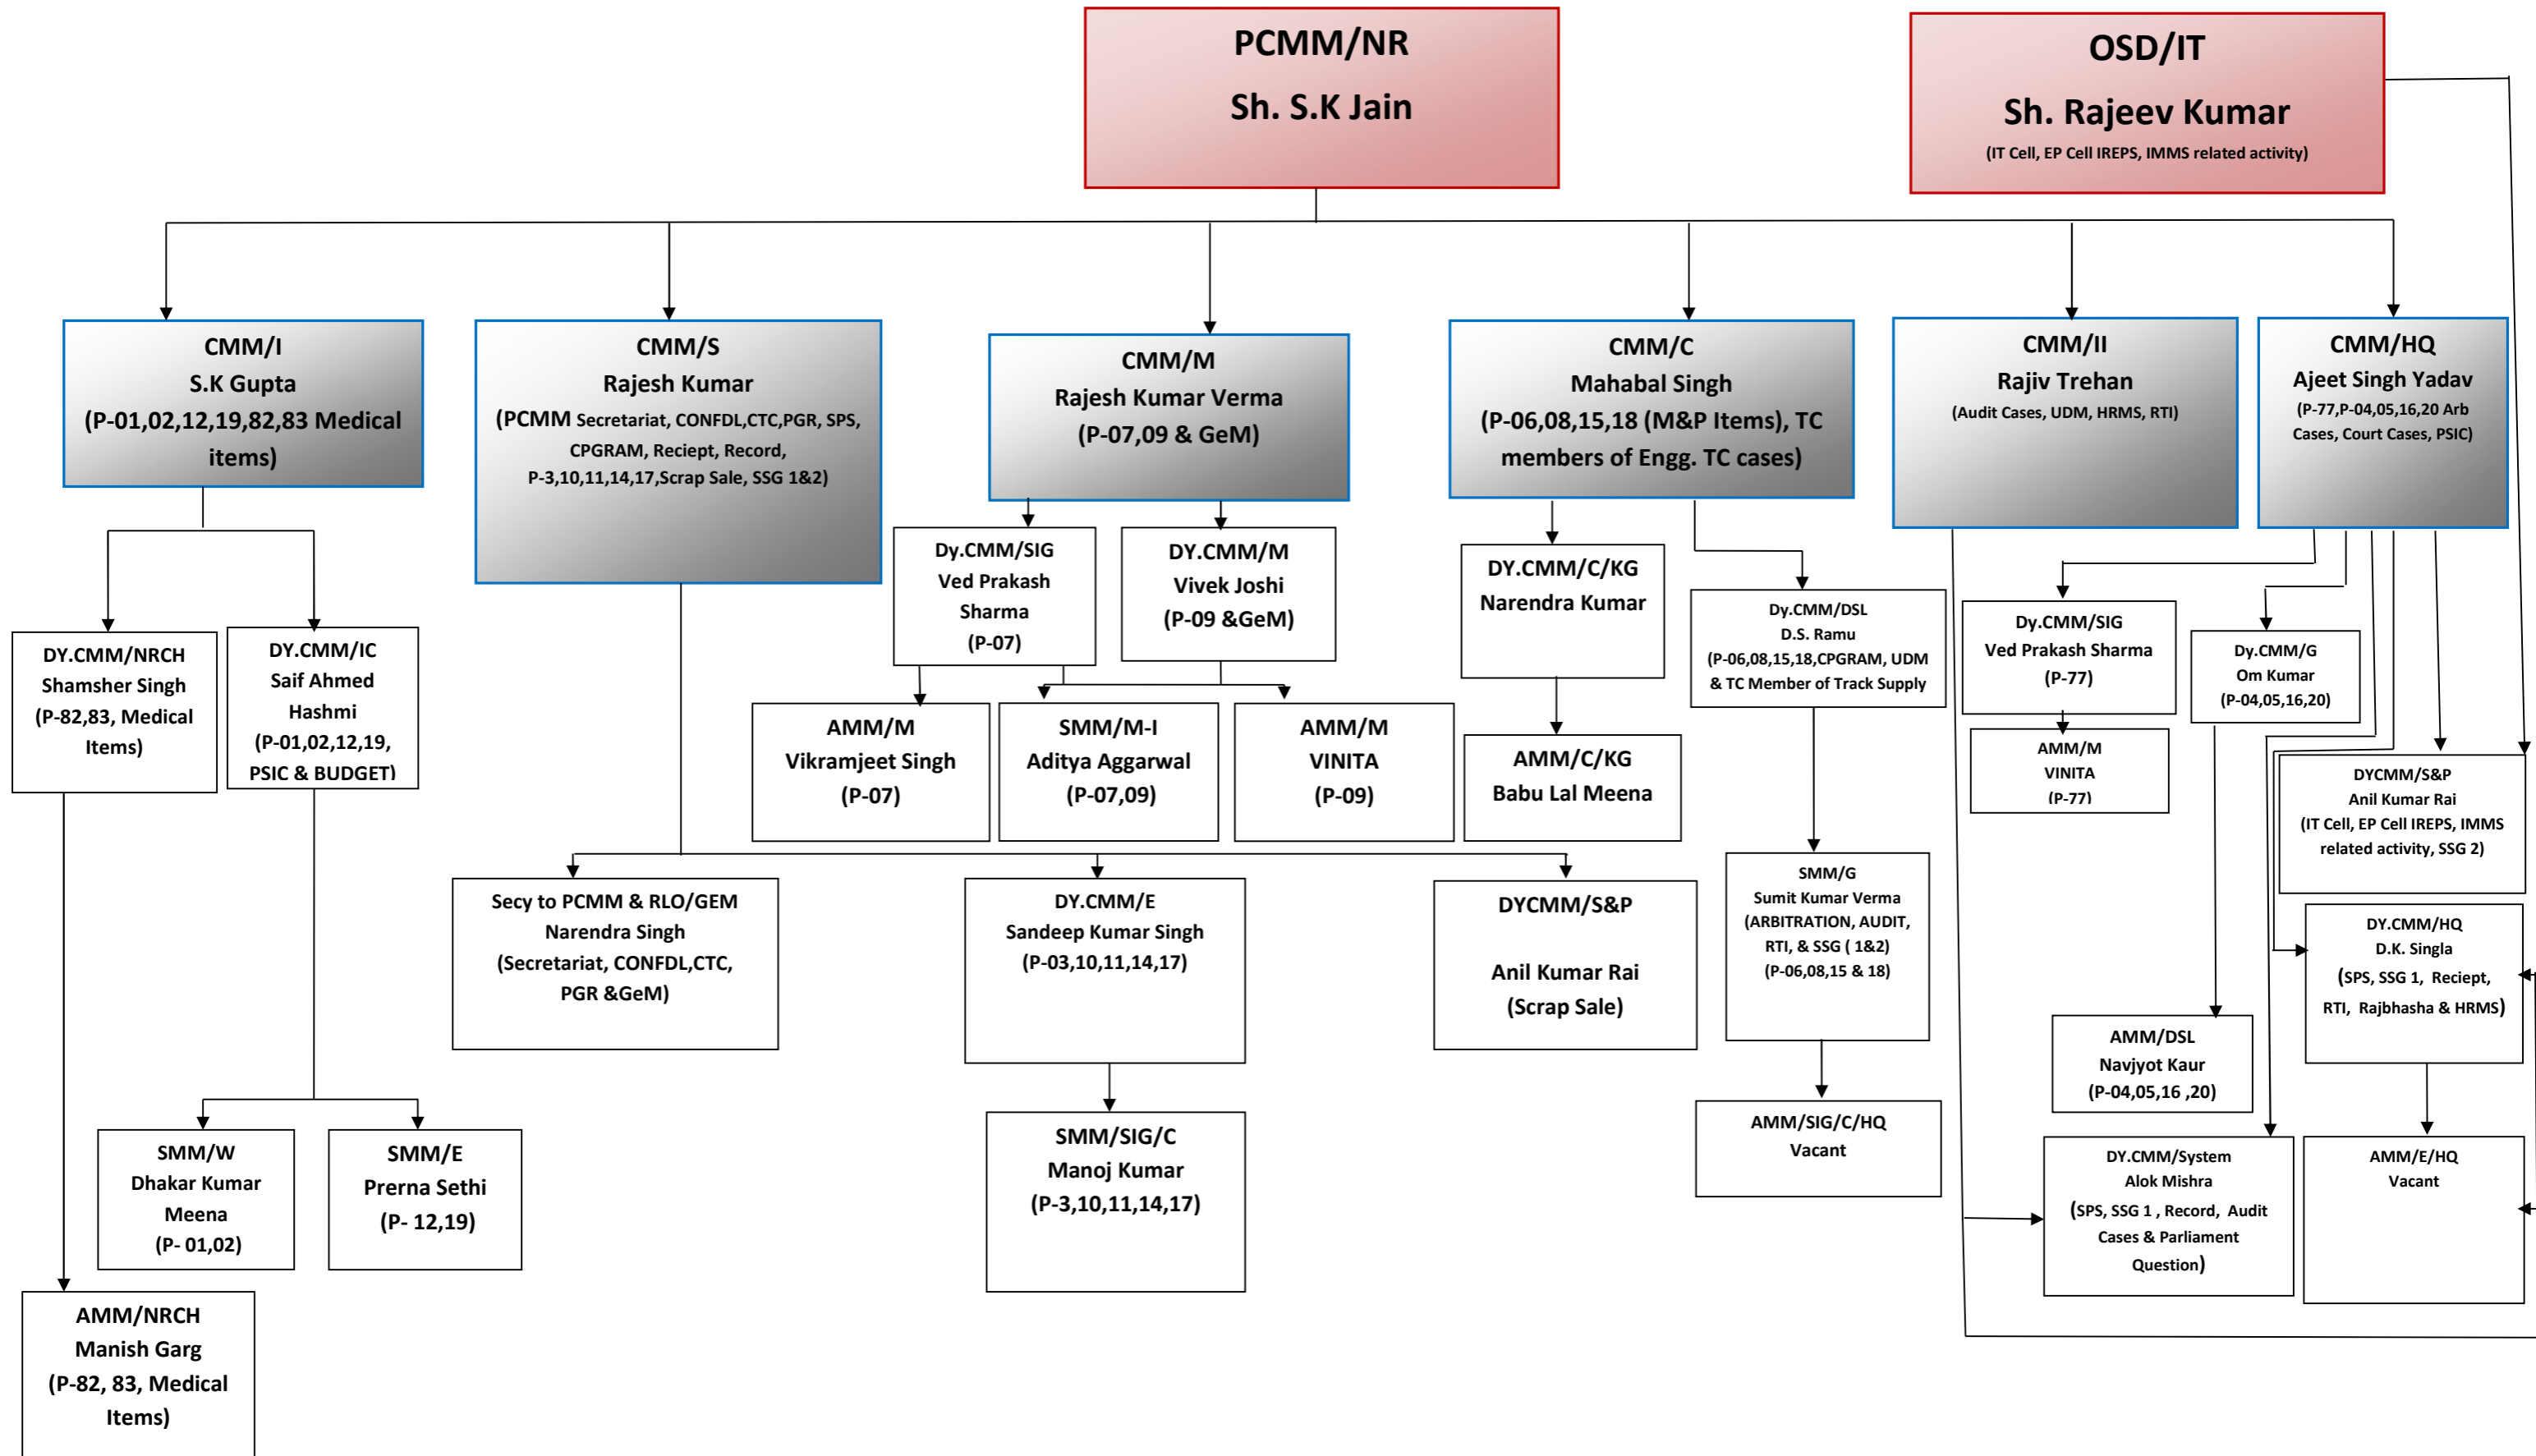 PCMM/NR
Sh. S.K Jain
OSD/IT
Sh. Rajeev Kumar
(IT Cell, EP Cell IREPS, IMMS related activity)
CMM/I
S.K Gupta
(P-01,02,12,19,82,83 Medical
items)
CMM/S
Rajesh Kumar
(PCMM Secretariat, CONFDL,CTC,PGR, SPS,
CPGRAM, Reciept, Record,
P-3,10,11,14,17,Scrap Sale, SSG 1&2)
CMM/M
Rajesh Kumar Verma
(P-07,09 & GeM)
CMM/C
Mahabal Singh
(P-06,08,15,18 (M&P Items), TC
members of Engg. TC cases)
CMM/II
Rajiv Trehan
(Audit Cases, UDM, HRMS, RTI)
CMM/HQ
Ajeet Singh Yadav
(P-77,P-04,05,16,20 Arb
Cases, Court Cases, PSIC)
DY.CMM/NRCH
Shamsher Singh
(P-82,83, Medical
Items)
DY.CMM/IC
Saif Ahmed
Hashmi
(P-01,02,12,19,
PSIC & BUDGET)
Dy.CMM/SIG
Ved Prakash
Sharma
(P-07)
DY.CMM/M
Vivek Joshi
(P-09 &GeM)
DY.CMM/C/KG
Narendra Kumar
Dy.CMM/DSL
D.S. Ramu
(P-06,08,15,18,CPGRAM, UDM
& TC Member of Track Supply
Dy.CMM/SIG
Ved Prakash Sharma
(P-77)
Dy.CMM/G
Om Kumar
(P-04,05,16,20)
AMM/M
Vikramjeet Singh
(P-07)
SMM/M-I
Aditya Aggarwal
(P-07,09)
AMM/M
VINITA
(P-09)
AMM/C/KG
Babu Lal Meena
AMM/M
VINITA
(P-77)
DYCMM/S&P
Anil Kumar Rai
(IT Cell, EP Cell IREPS, IMMS
related activity, SSG 2)
Secy to PCMM & RLO/GEM
Narendra Singh
(Secretariat, CONFDL,CTC,
PGR &GeM)
DY.CMM/E
Sandeep Kumar Singh
(P-03,10,11,14,17)
DYCMM/S&P
Anil Kumar Rai
(Scrap Sale)
SMM/G
Sumit Kumar Verma
(ARBITRATION, AUDIT,
RTI, & SSG ( 1&2)
(P-06,08,15 & 18)
DY.CMM/HQ
D.K. Singla
(SPS, SSG 1, Reciept,
RTI, Rajbhasha & HRMS)
AMM/DSL
Navjyot Kaur
(P-04,05,16 ,20)
SMM/W
Dhakar Kumar
Meena
(P- 01,02)
SMM/E
Prerna Sethi
(P- 12,19)
SMM/SIG/C
Manoj Kumar
(P-3,10,11,14,17)
AMM/SIG/C/HQ
Vacant
DY.CMM/System
Alok Mishra
(SPS, SSG 1 , Record, Audit
Cases & Parliament
Question)
AMM/E/HQ
Vacant
AMM/NRCH
Manish Garg
(P-82, 83, Medical
Items)